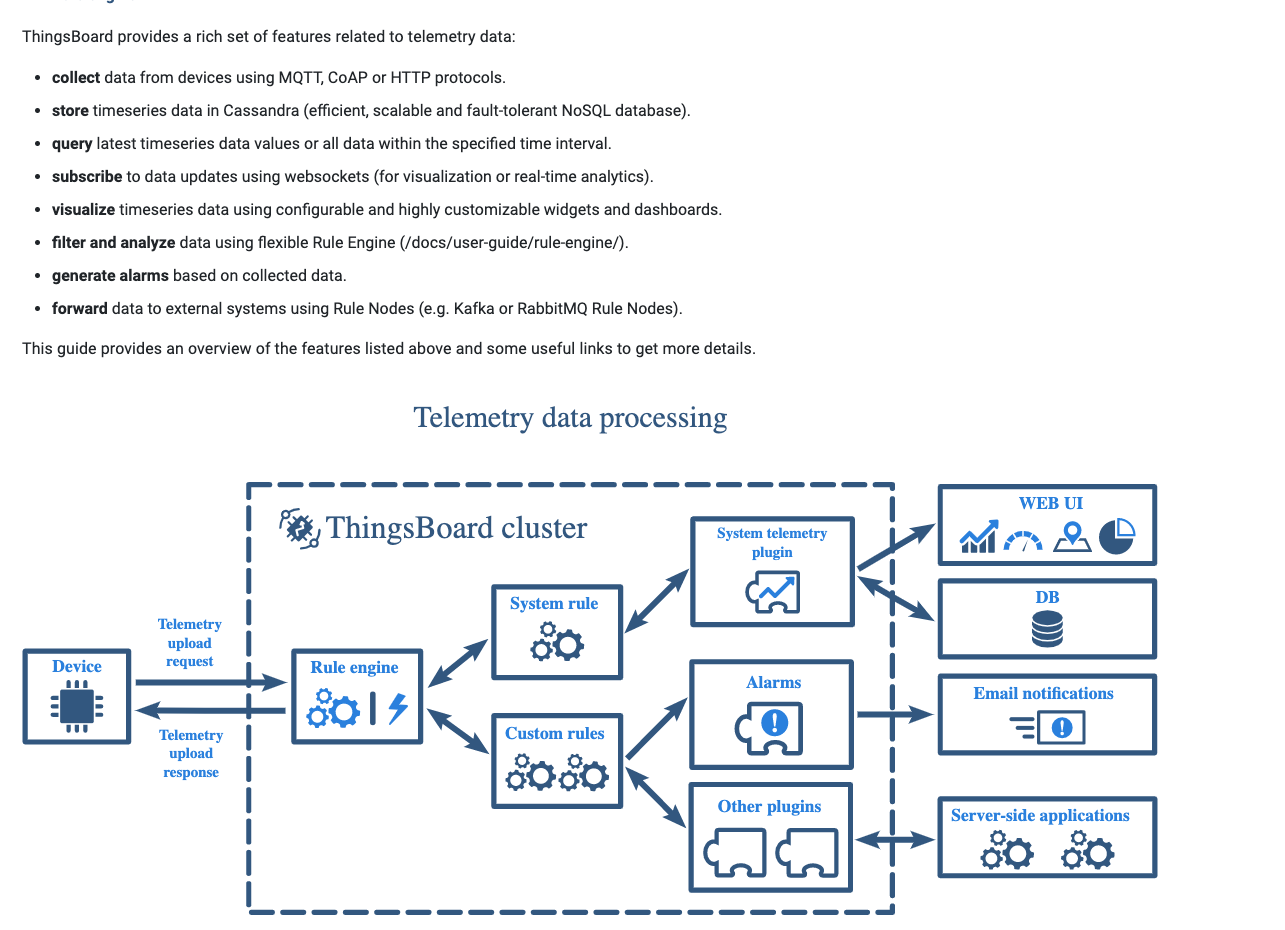 ThingsBoard provides a rich set of features related to telemetry data:
• collect data from devices using MQTT, CoAP or HTTP protocols.
• store timeseries data in Cassandra (efficient, scalable and fault-tolerant NoSQL database).
• query latest timeseries data values or all data within the specified time interval.
• subscribe to data updates using websockets (for visualization or real-time analytics).
• visualize timeseries data using configurable and highly customizable widgets and dashboards.
• filter and analyze data using flexible Rule Engine (/docs/user-guide/rule-engine/).
• generate alarms based on collected data.
• forward data to external systems using Rule Nodes (e.g. Kafka or RabbitMQ Rule Nodes).
This guide provides an overview of the features listed above and some useful links to get more details.
Telemetry data processing
ThingsBoard cluster
Device
Telemetry
upload
request
Telemetry
upload
response
Rule engine
System rule
Custom rules
System telemetry
plugin
Alarms
Other plugins
WEB UI
DB
Email notifications
Server-side applications